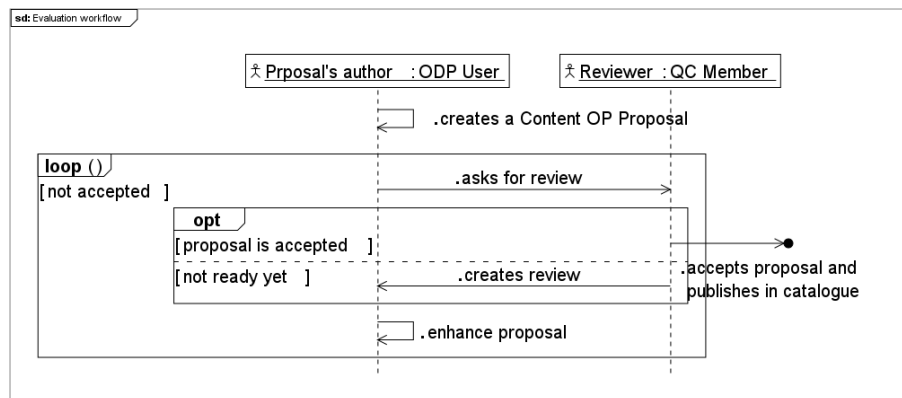 sd: Evaluation workflow
Prposal's author : ODP User
Reviewer : QC Member
.creates a Content OP Proposal
loop ()
[not accepted ]
.asks for review
opt
[proposal is accepted ]
.accepts proposal and
publishes in catalogue
[not ready yet ]
.creates review
.enhance proposal